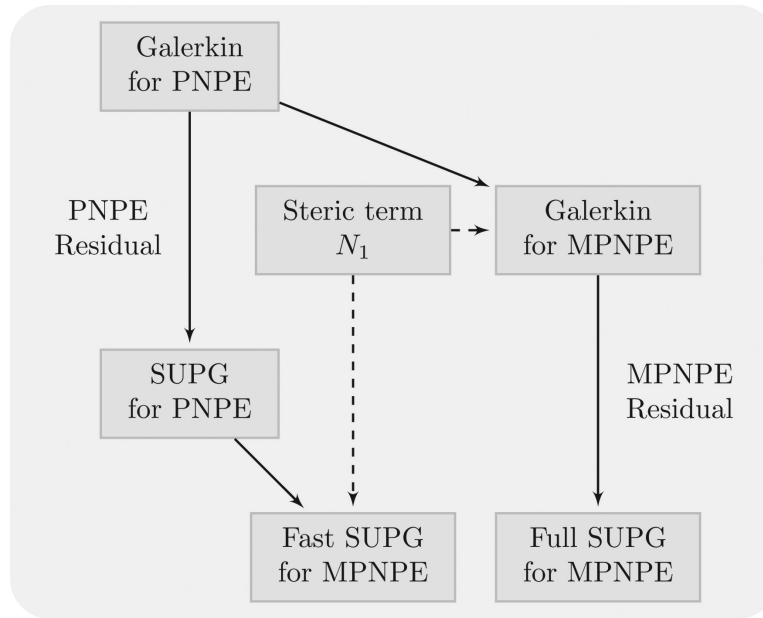 Galerkin
for PNPE
PNPE
Residual
Steric term
N₁
Galerkin
for MPNPE
SUPG
for PNPE
MPNPE
Residual
Fast SUPG
for MPNPE
Full SUPG
for MPNPE